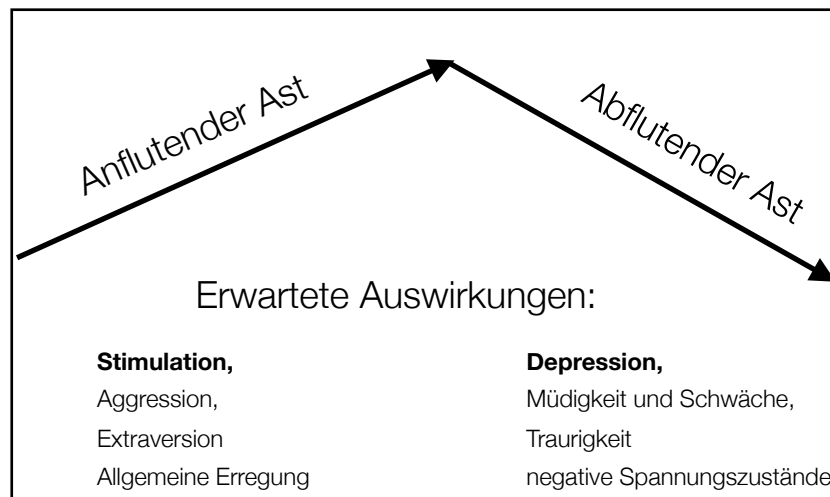 Anflutender Ast
Abflutender Ast
Erwartete Auswirkungen:
Stimulation,
Aggression,
Extraversion
Allgemeine Erregung
Depression,
Müdigkeit und Schwäche,
Traurigkeit
negative Spannungszustände